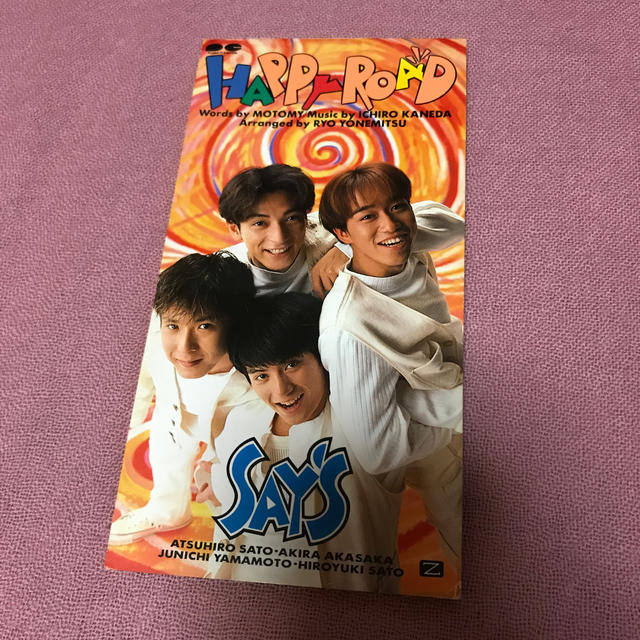 HAPPY ROAD
Words by MOTOMY/Music by ICHIRO KANEDA
Arranged by RYO YONEMITSU
SAY'S
ATSUHIRO SATO・AKIRA AKASAKA/
JUNICHI YAMAMOTO・HIROYUKI SATO
Z